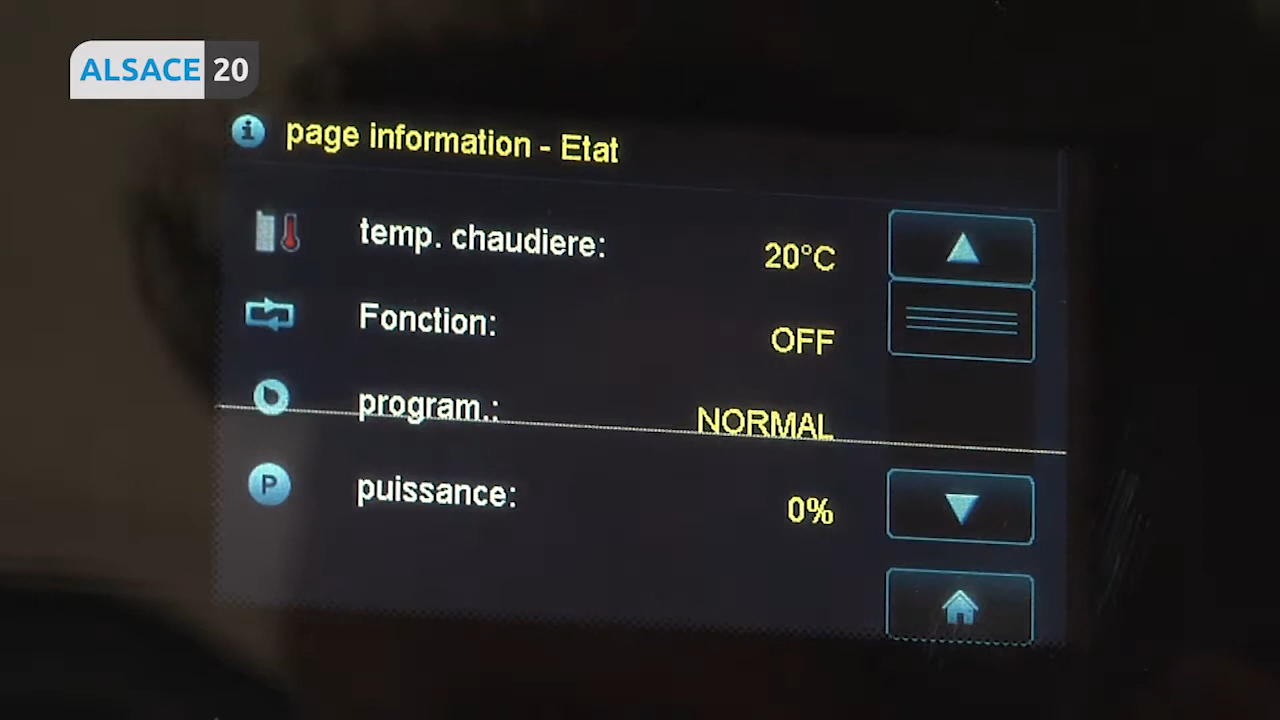 ALSACE 20
page information - Etat
temp. chaudiere: 20°C
Fonction: OFF
program.: NORMAL
P puissance: 0%